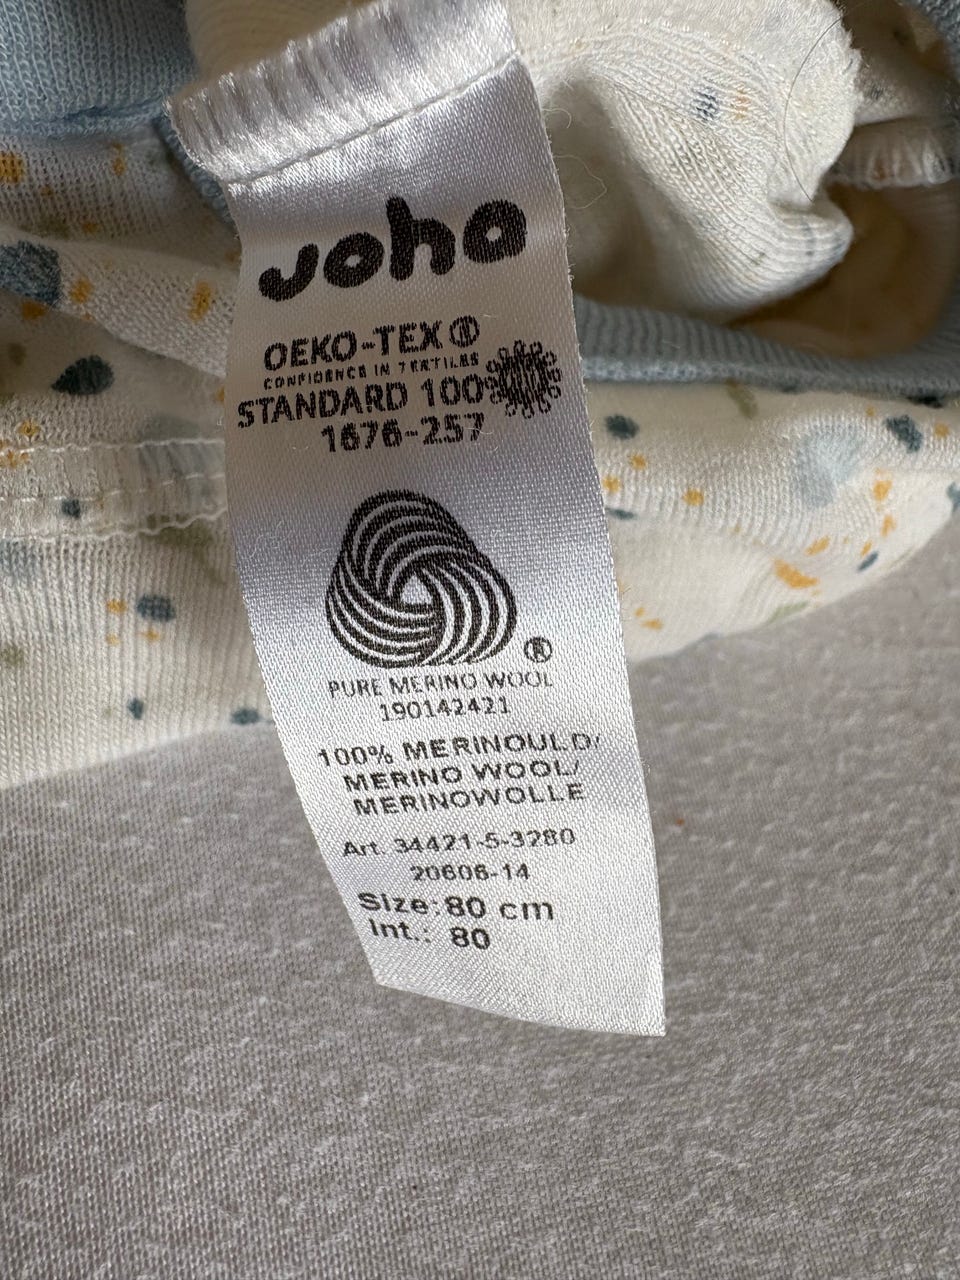 joha
OEKO-TEX®
CONFIDENCE IN TEXTILES
STANDARD 100
1676-257
®
PURE MERINO WOOL
190142421
100% MERINOULD/
MERINO WOOL/
MERINOWOLLE
Art. 34421-5-3280
20606-14
Size: 80 cm
Int.: 80